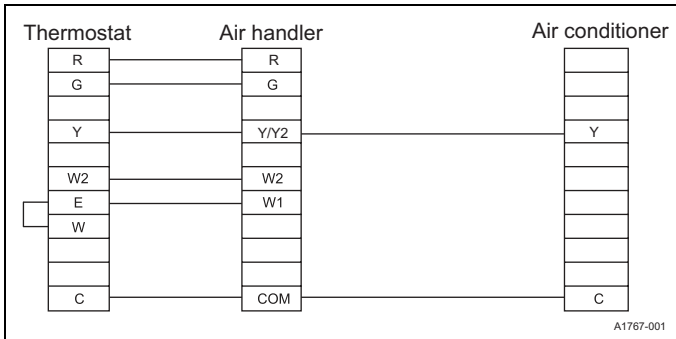 Thermostat Air handler Air conditioner
R R
G G
Y Y/Y2 Y
W2 W2
E W1
W
C COM C
A1767-001